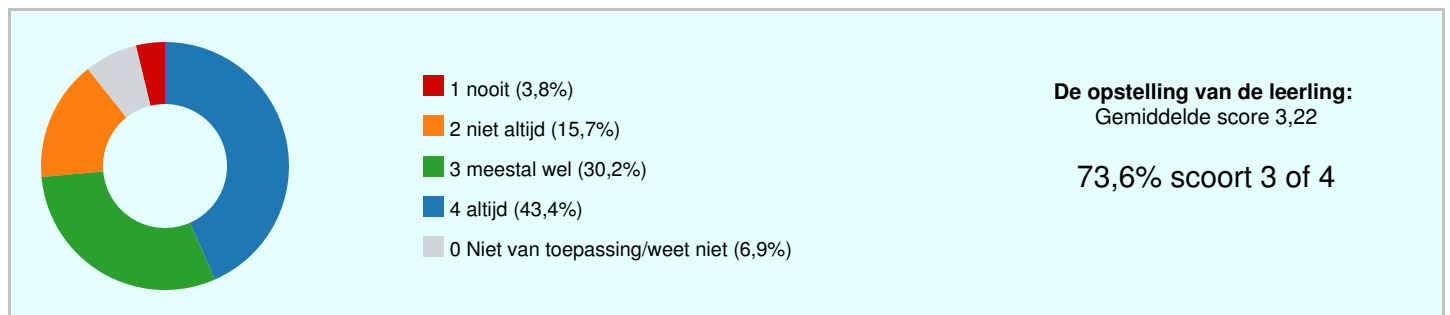 1 nooit (3,8%)
2 niet altijd (15,7%)
3 meestal wel (30,2%)
4 altijd (43,4%)
0 Niet van toepassing/weet niet (6,9%)
De opstelling van de leerling:
Gemiddelde score 3,22
73,6% scoort 3 of 4